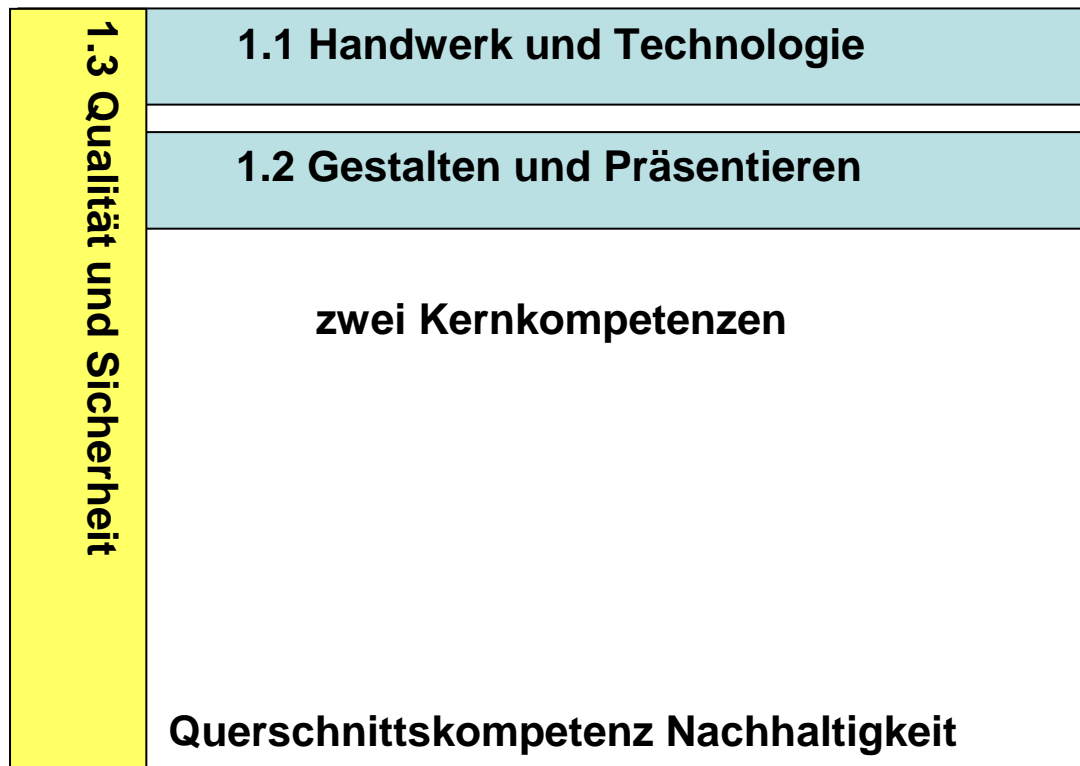 1.3 Qualität und Sicherheit
1.1 Handwerk und Technologie
1.2 Gestalten und Präsentieren
zwei Kernkompetenzen
Querschnittskompetenz Nachhaltigkeit